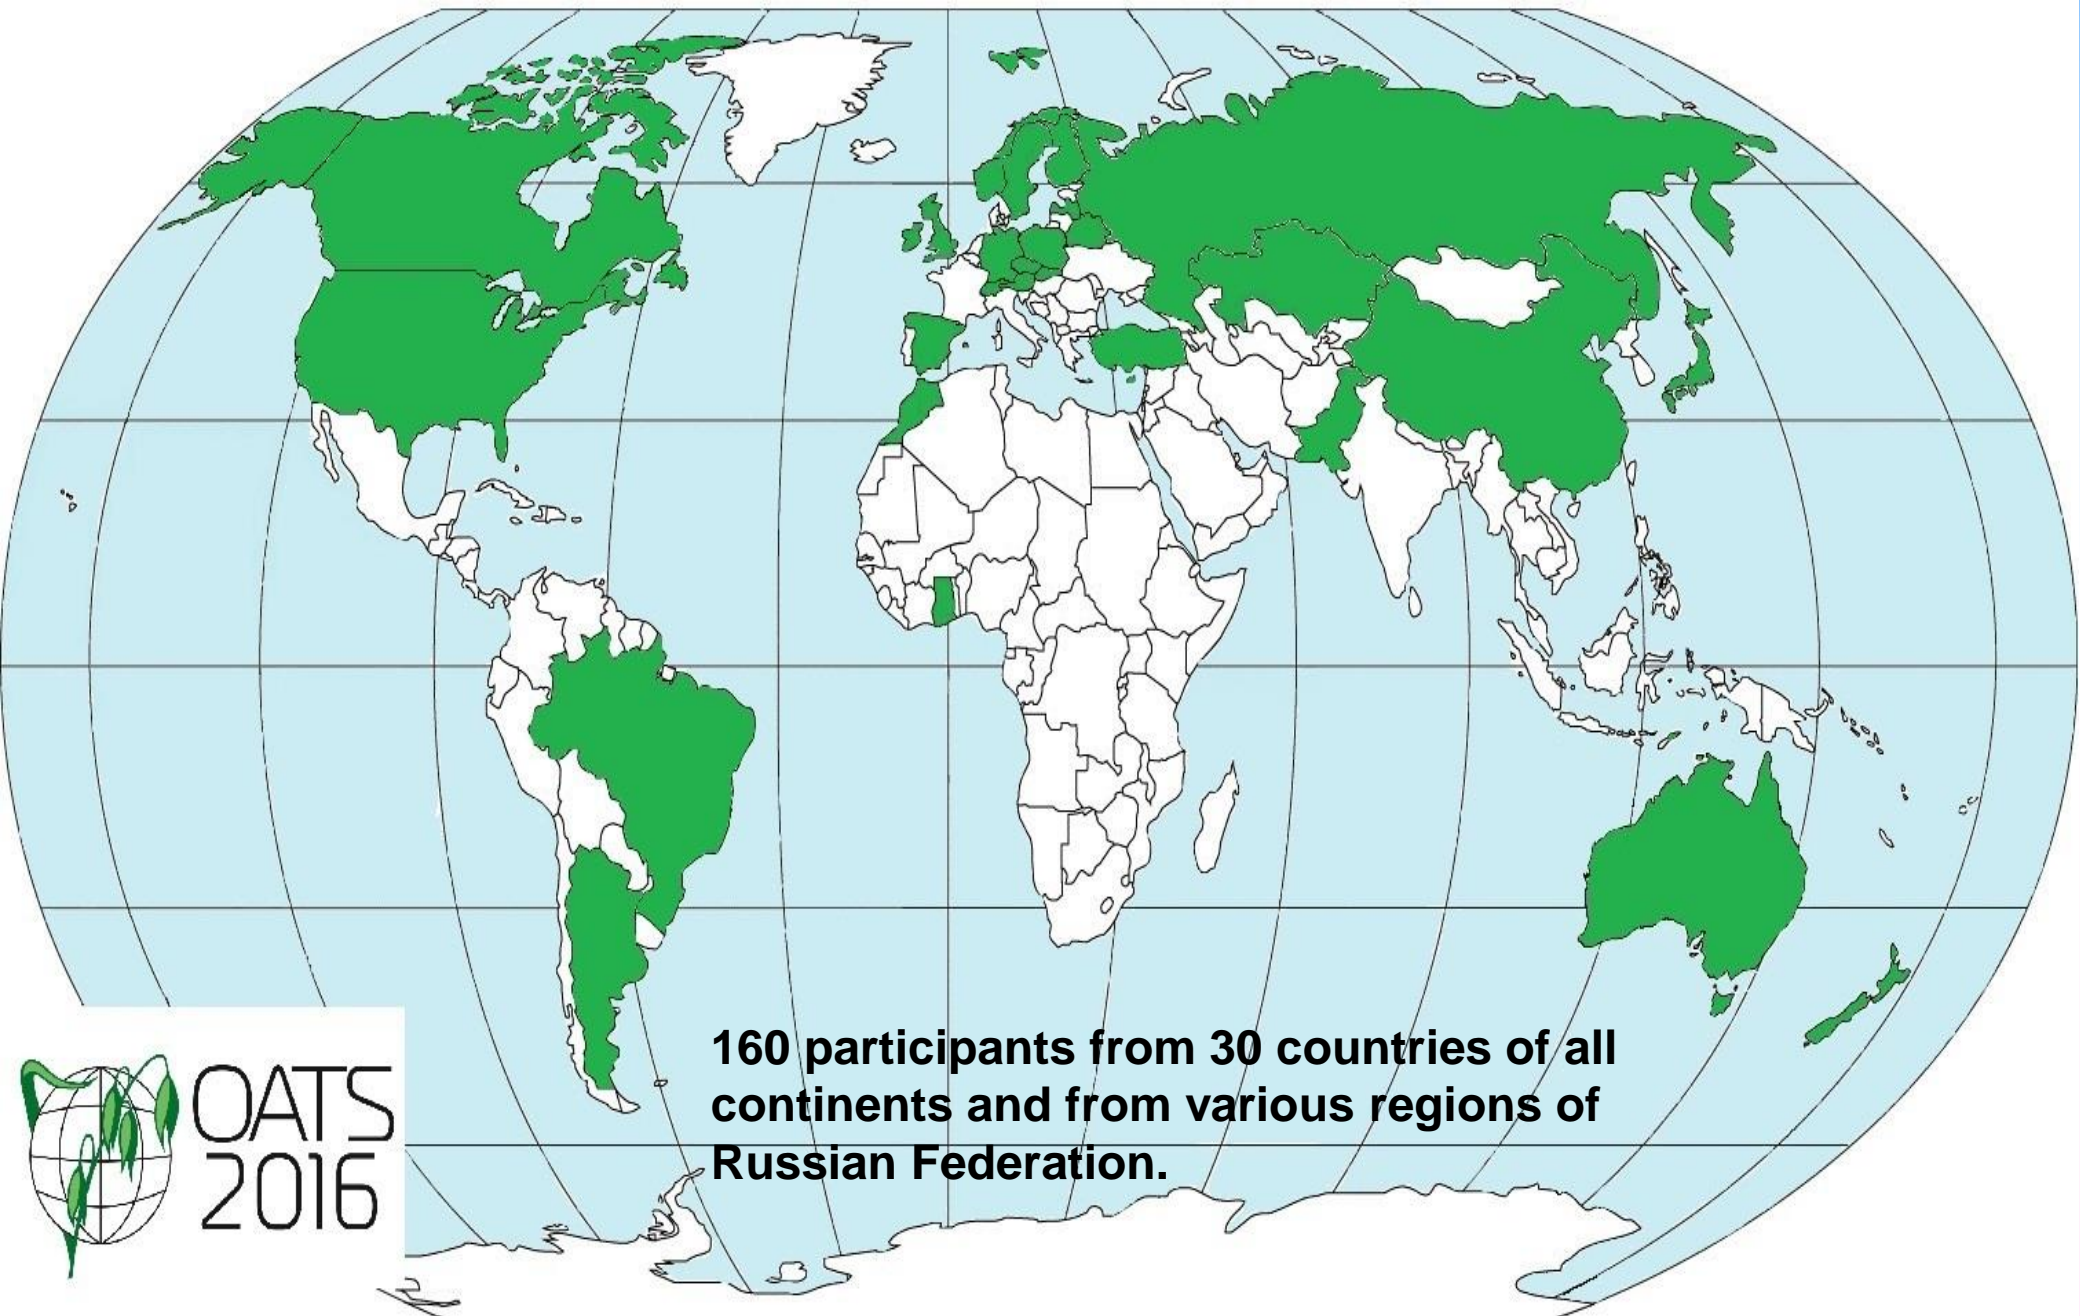 160 participants from 30 countries of all
continents and from various regions of
Russian Federation.
OATS
2016